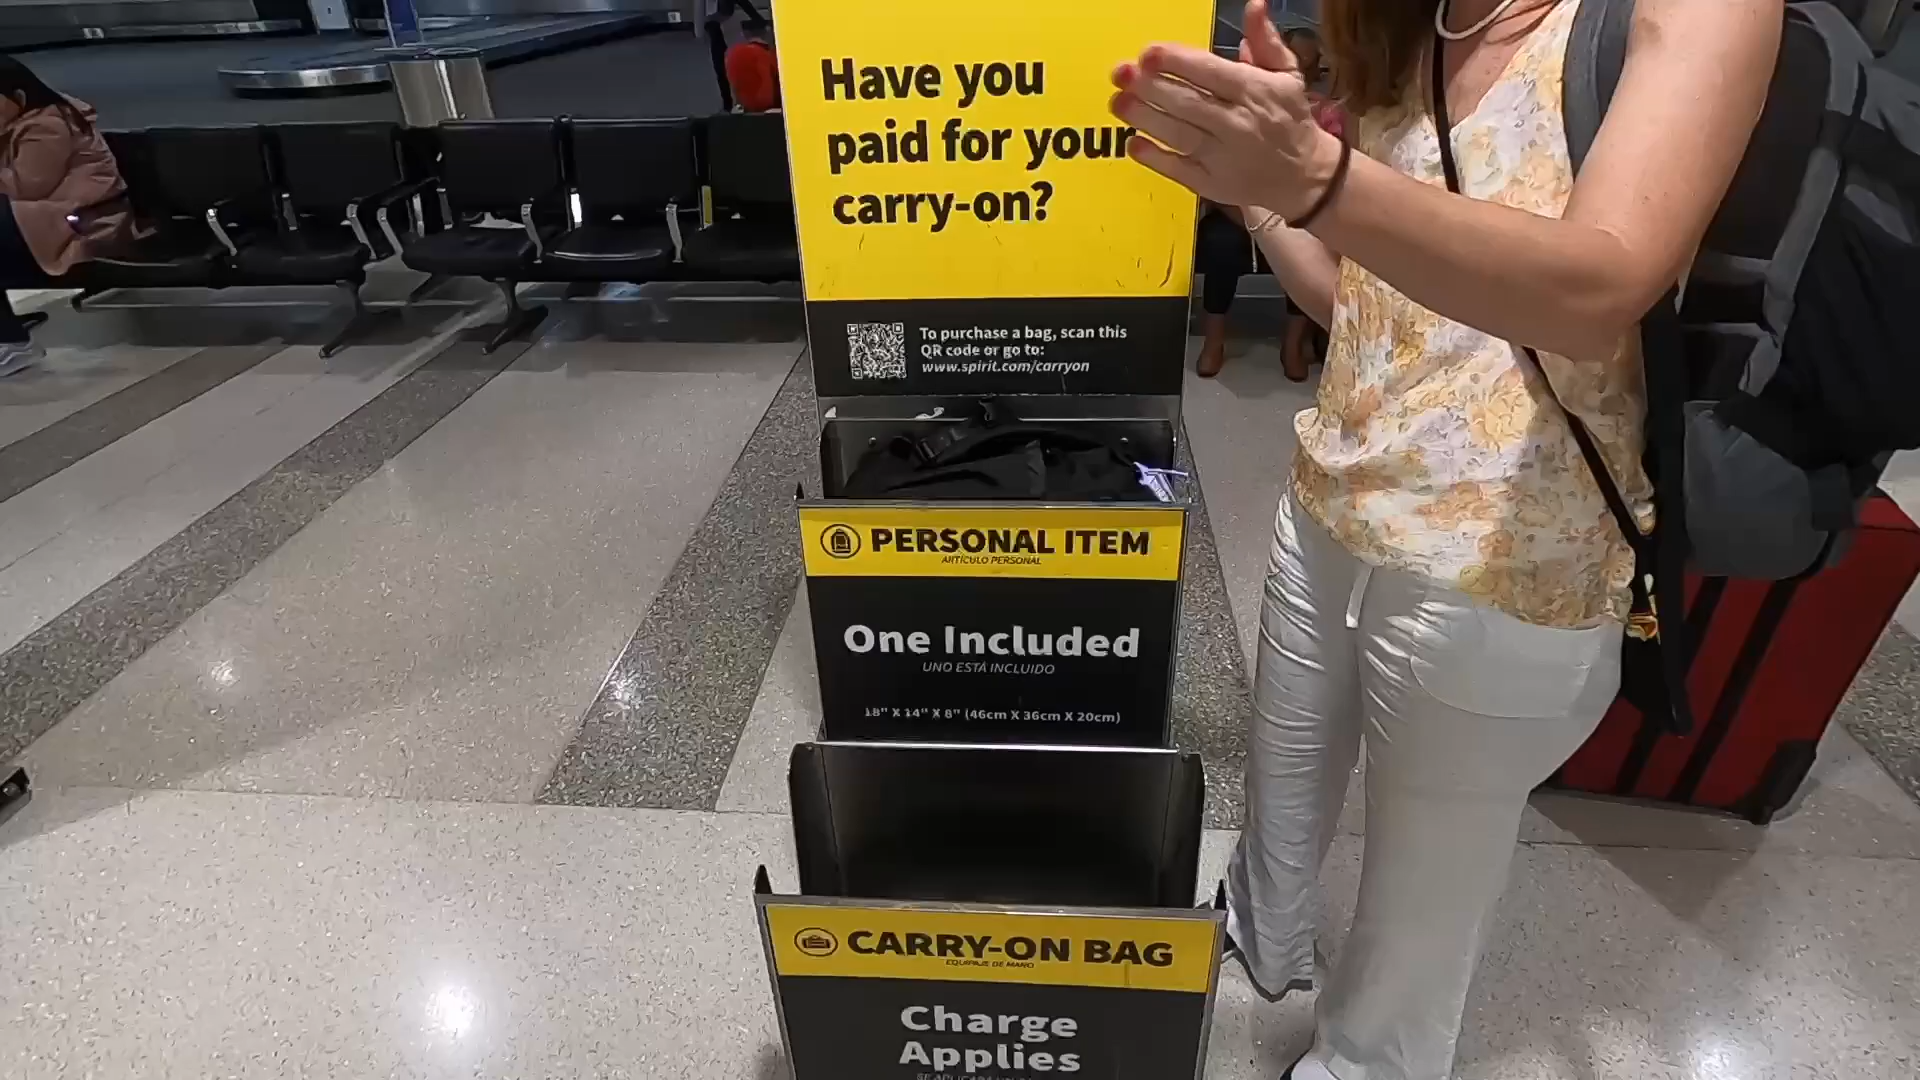 Have you
paid for your
carry-on?
To purchase a bag, scan this
QR code or go to:
www.spirit.com/carryon
PERSONAL ITEM
ARTÍCULO PERSONAL
One Included
UNO ESTÁ INCLUIDO
18" X 14" X 8" (46cm X 36cm X 20cm)
CARRY-ON BAG
EQUIPAJE DE MANO
Charge
Applies